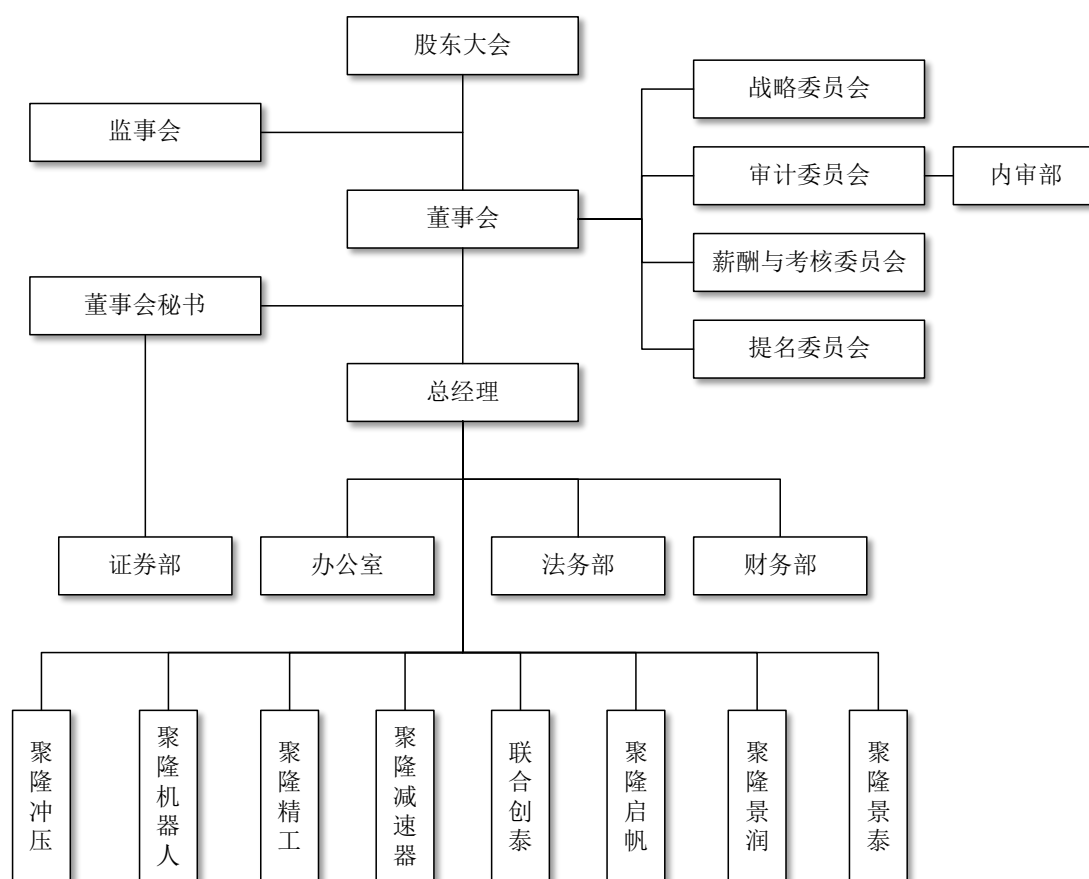 股东大会
战略委员会
监事会
审计委员会
内审部
董事会
薪酬与考核委员会
董事会秘书
提名委员会
总经理
证券部
办公室
法务部
财务部
聚隆冲压
聚隆机器人
聚隆精工
聚隆减速器
联合创泰
聚隆启帆
聚隆景润
聚隆景泰